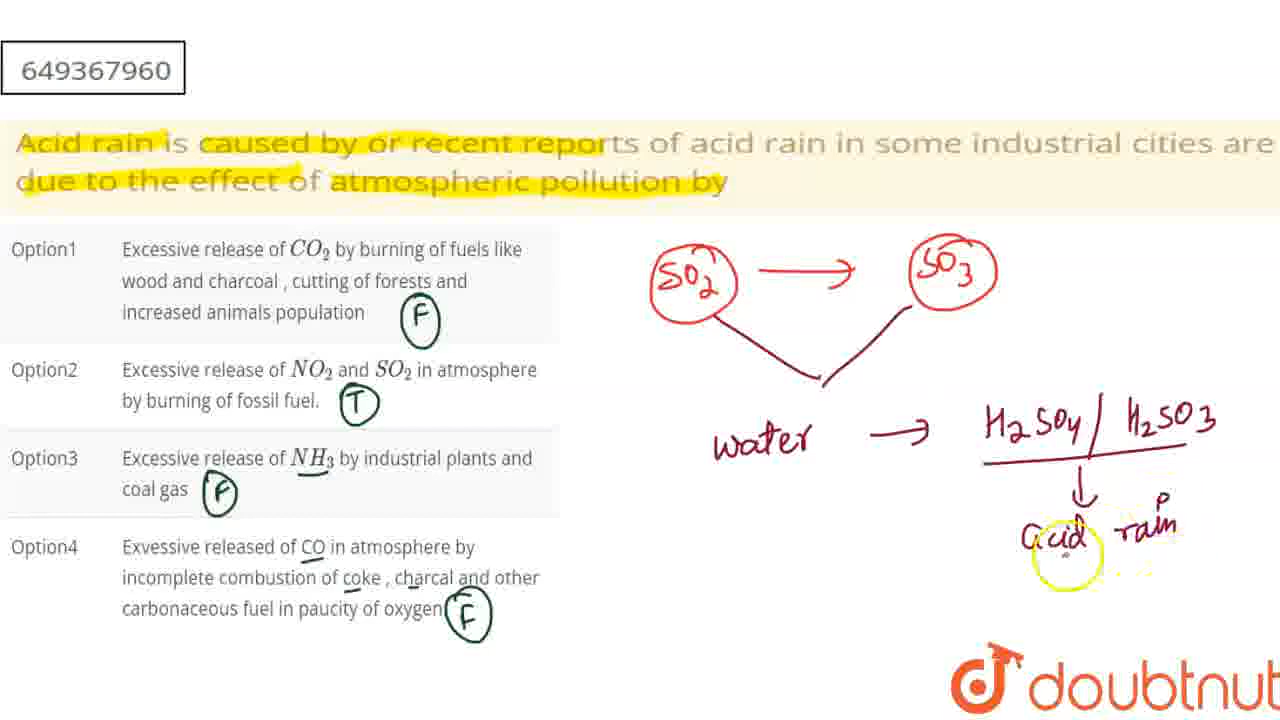 649367960
Acid rain is caused by or recent reports of acid rain in some industrial cities are
due to the effect of atmospheric pollution by
Option1 Excessive release of CO₂ by burning of fuels like
wood and charcoal , cutting of forests and
increased animals population F
Option2 Excessive release of NO₂ and SO₂ in atmosphere
by burning of fossil fuel. T
Option3 Excessive release of NH₃ by industrial plants and
coal gas F
Option4 Exvessive released of CO in atmosphere by
incomplete combustion of coke , charcal and other
carbonaceous fuel in paucity of oxygen F
SO₂ → SO₃
water → H₂SO₄ / H₂SO₃
↓
acid rain
doubtnut